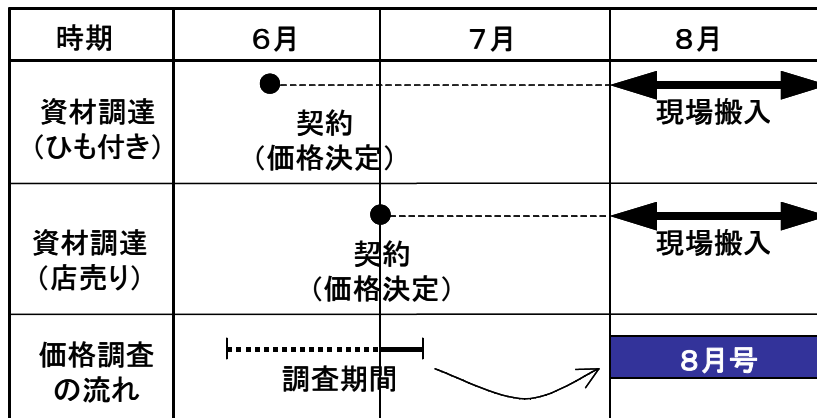 時期
６月
７月
８月
資材調達
（ひも付き）
契約
（価格決定）
現場搬入
資材調達
（店売り）
契約
（価格決定）
現場搬入
価格調査
の流れ
調査期間
８月号